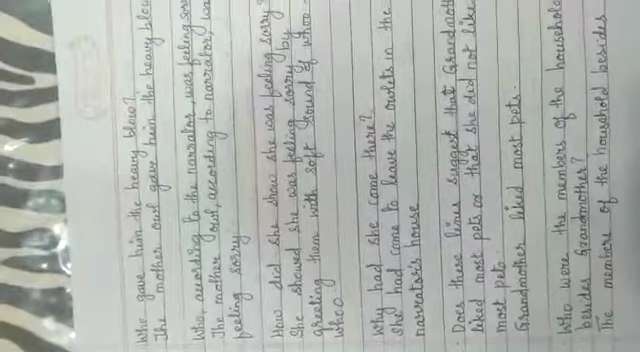 Who gave him the heavy blow?
The mother owl gave him the heavy blow
Who, according to the narrator, was feeling sorry
The mother owl, according to narrator, was
feeling sorry
How did she show she was feeling sorry?
She showed she was feeling sorry by
greeting them with soft sound of whoo-
whoo
Why had she come there?
She had come to leave the owlets in the
narrator's house
Does these lines suggest that Grandmoth
liked most pets or that she did not like
most pets.
Grandmother liked most pets.
Who were the members of the household
besides Grandmother?
The members of the household besides